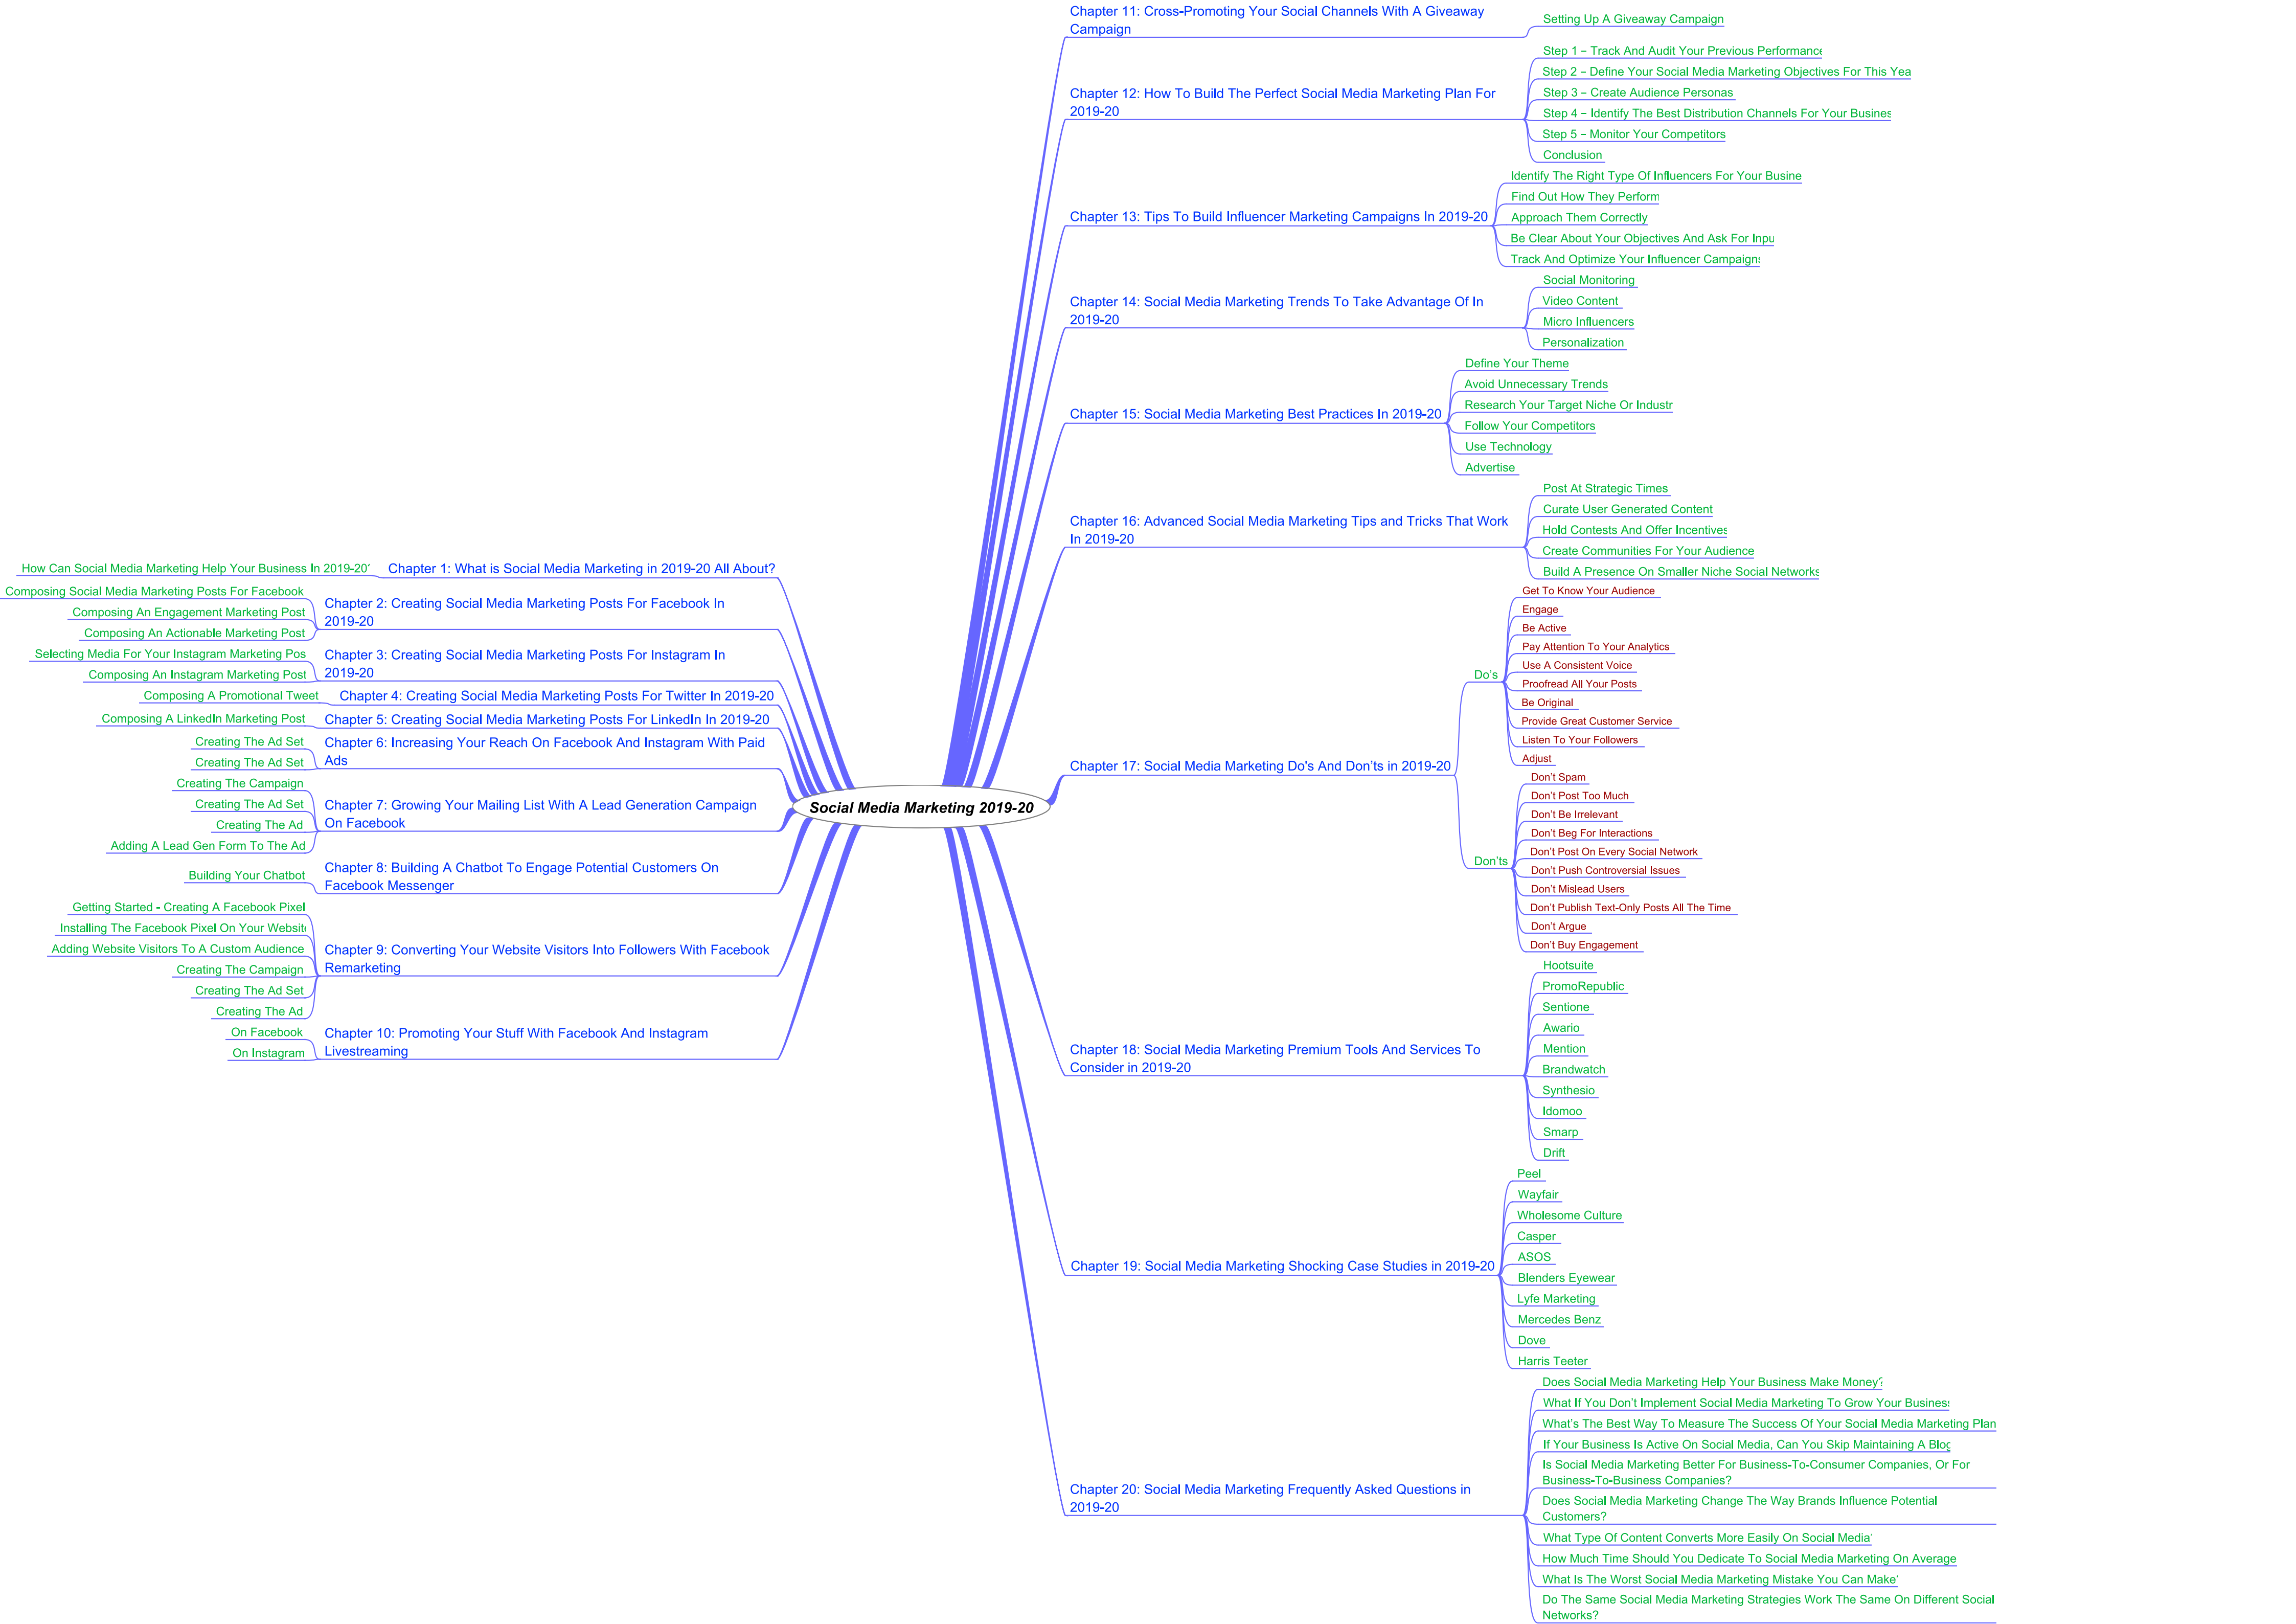 Social Media Marketing 2019-20
Chapter 1: What is Social Media Marketing in 2019-20 All About?
How Can Social Media Marketing Help Your Business In 2019-20
Chapter 2: Creating Social Media Marketing Posts For Facebook In
2019-20
Composing Social Media Marketing Posts For Facebook
Composing An Engagement Marketing Post
Composing An Actionable Marketing Post
Chapter 3: Creating Social Media Marketing Posts For Instagram In
2019-20
Selecting Media For Your Instagram Marketing Pos
Composing An Instagram Marketing Post
Chapter 4: Creating Social Media Marketing Posts For Twitter In 2019-20
Composing A Promotional Tweet
Chapter 5: Creating Social Media Marketing Posts For LinkedIn In 2019-20
Composing A LinkedIn Marketing Post
Chapter 6: Increasing Your Reach On Facebook And Instagram With Paid
Ads
Creating The Ad Set
Creating The Ad Set
Chapter 7: Growing Your Mailing List With A Lead Generation Campaign
On Facebook
Creating The Campaign
Creating The Ad Set
Creating The Ad
Adding A Lead Gen Form To The Ad
Chapter 8: Building A Chatbot To Engage Potential Customers On
Facebook Messenger
Building Your Chatbot
Chapter 9: Converting Your Website Visitors Into Followers With Facebook
Remarketing
Getting Started - Creating A Facebook Pixel
Installing The Facebook Pixel On Your Website
Adding Website Visitors To A Custom Audience
Creating The Campaign
Creating The Ad Set
Creating The Ad
Chapter 10: Promoting Your Stuff With Facebook And Instagram
Livestreaming
On Facebook
On Instagram
Chapter 11: Cross-Promoting Your Social Channels With A Giveaway
Campaign
Setting Up A Giveaway Campaign
Chapter 12: How To Build The Perfect Social Media Marketing Plan For
2019-20
Step 1 – Track And Audit Your Previous Performance
Step 2 – Define Your Social Media Marketing Objectives For This Yea
Step 3 – Create Audience Personas
Step 4 – Identify The Best Distribution Channels For Your Busines
Step 5 – Monitor Your Competitors
Conclusion
Chapter 13: Tips To Build Influencer Marketing Campaigns In 2019-20
Identify The Right Type Of Influencers For Your Busine
Find Out How They Perform
Approach Them Correctly
Be Clear About Your Objectives And Ask For Inpu
Track And Optimize Your Influencer Campaigns
Chapter 14: Social Media Marketing Trends To Take Advantage Of In
2019-20
Social Monitoring
Video Content
Micro Influencers
Personalization
Chapter 15: Social Media Marketing Best Practices In 2019-20
Define Your Theme
Avoid Unnecessary Trends
Research Your Target Niche Or Industr
Follow Your Competitors
Use Technology
Advertise
Chapter 16: Advanced Social Media Marketing Tips and Tricks That Work
In 2019-20
Post At Strategic Times
Curate User Generated Content
Hold Contests And Offer Incentives
Create Communities For Your Audience
Build A Presence On Smaller Niche Social Networks
Chapter 17: Social Media Marketing Do's And Don'ts in 2019-20
Do's
Get To Know Your Audience
Engage
Be Active
Pay Attention To Your Analytics
Use A Consistent Voice
Proofread All Your Posts
Be Original
Provide Great Customer Service
Listen To Your Followers
Adjust
Don'ts
Don't Spam
Don't Post Too Much
Don't Be Irrelevant
Don't Beg For Interactions
Don't Post On Every Social Network
Don't Push Controversial Issues
Don't Mislead Users
Don't Publish Text-Only Posts All The Time
Don't Argue
Don't Buy Engagement
Chapter 18: Social Media Marketing Premium Tools And Services To
Consider in 2019-20
Hootsuite
PromoRepublic
Sentione
Awario
Mention
Brandwatch
Synthesio
Idomoo
Smarp
Drift
Chapter 19: Social Media Marketing Shocking Case Studies in 2019-20
Peel
Wayfair
Wholesome Culture
Casper
ASOS
Blenders Eyewear
Lyfe Marketing
Mercedes Benz
Dove
Harris Teeter
Chapter 20: Social Media Marketing Frequently Asked Questions in
2019-20
Does Social Media Marketing Help Your Business Make Money?
What If You Don't Implement Social Media Marketing To Grow Your Business
What's The Best Way To Measure The Success Of Your Social Media Marketing Plan
If Your Business Is Active On Social Media, Can You Skip Maintaining A Blog
Is Social Media Marketing Better For Business-To-Consumer Companies, Or For
Business-To-Business Companies?
Does Social Media Marketing Change The Way Brands Influence Potential
Customers?
What Type Of Content Converts More Easily On Social Media
How Much Time Should You Dedicate To Social Media Marketing On Average
What Is The Worst Social Media Marketing Mistake You Can Make
Do The Same Social Media Marketing Strategies Work The Same On Different Social
Networks?